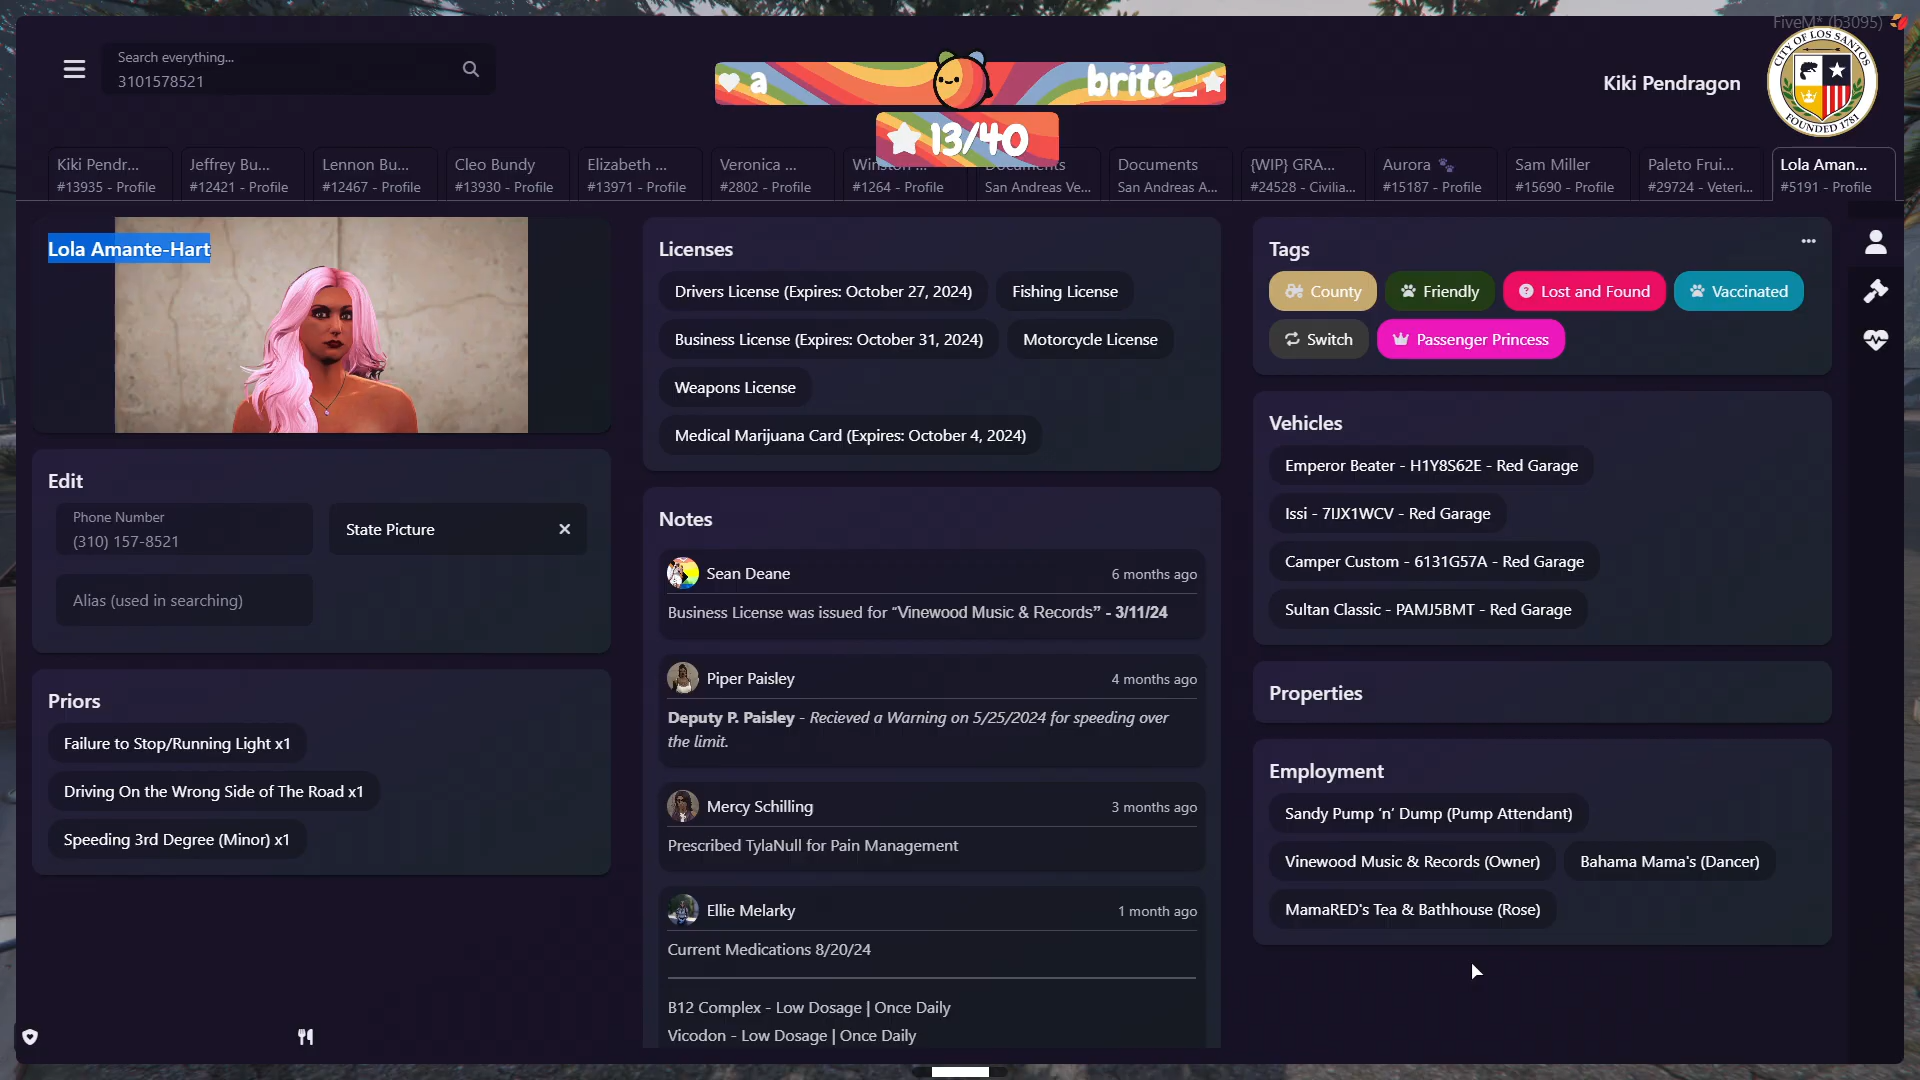 FiveM* (b3095)
Search everything...
3101578521
a
brite_
13/40
Kiki Pendragon
CITY OF LOS SANTOS
FOUNDED 1781
Kiki Pendr...
#13935 - Profile
Jeffrey Bu...
#12421 - Profile
Lennon Bu...
#12467 - Profile
Cleo Bundy
#13930 - Profile
Elizabeth ...
#13971 - Profile
Veronica ...
#2802 - Profile
Winston ...
#1264 - Profile
Documents
San Andreas Ve...
Documents
San Andreas A...
{WIP} GRA...
#24528 - Civilia...
Aurora 🐾
#15187 - Profile
Sam Miller
#15690 - Profile
Paleto Frui...
#29724 - Veteri...
Lola Aman...
#5191 - Profile
Lola Amante-Hart
Edit
Phone Number
(310) 157-8521
State Picture
Alias (used in searching)
Priors
Failure to Stop/Running Light x1
Driving On the Wrong Side of The Road x1
Speeding 3rd Degree (Minor) x1
Licenses
Drivers License (Expires: October 27, 2024)
Fishing License
Business License (Expires: October 31, 2024)
Motorcycle License
Weapons License
Medical Marijuana Card (Expires: October 4, 2024)
Notes
Sean Deane
6 months ago
Business License was issued for “Vinewood Music & Records” - 3/11/24
Piper Paisley
4 months ago
Deputy P. Paisley - Recieved a Warning on 5/25/2024 for speeding over
the limit.
Mercy Schilling
3 months ago
Prescribed TylaNull for Pain Management
Ellie Melarky
1 month ago
Current Medications 8/20/24
B12 Complex - Low Dosage | Once Daily
Vicodon - Low Dosage | Once Daily
Tags
County
Friendly
Lost and Found
Vaccinated
Switch
Passenger Princess
Vehicles
Emperor Beater - H1Y8S62E - Red Garage
Issi - 7IJX1WCV - Red Garage
Camper Custom - 6131G57A - Red Garage
Sultan Classic - PAMJ5BMT - Red Garage
Properties
Employment
Sandy Pump ‘n’ Dump (Pump Attendant)
Vinewood Music & Records (Owner)
Bahama Mama's (Dancer)
MamaRED's Tea & Bathhouse (Rose)